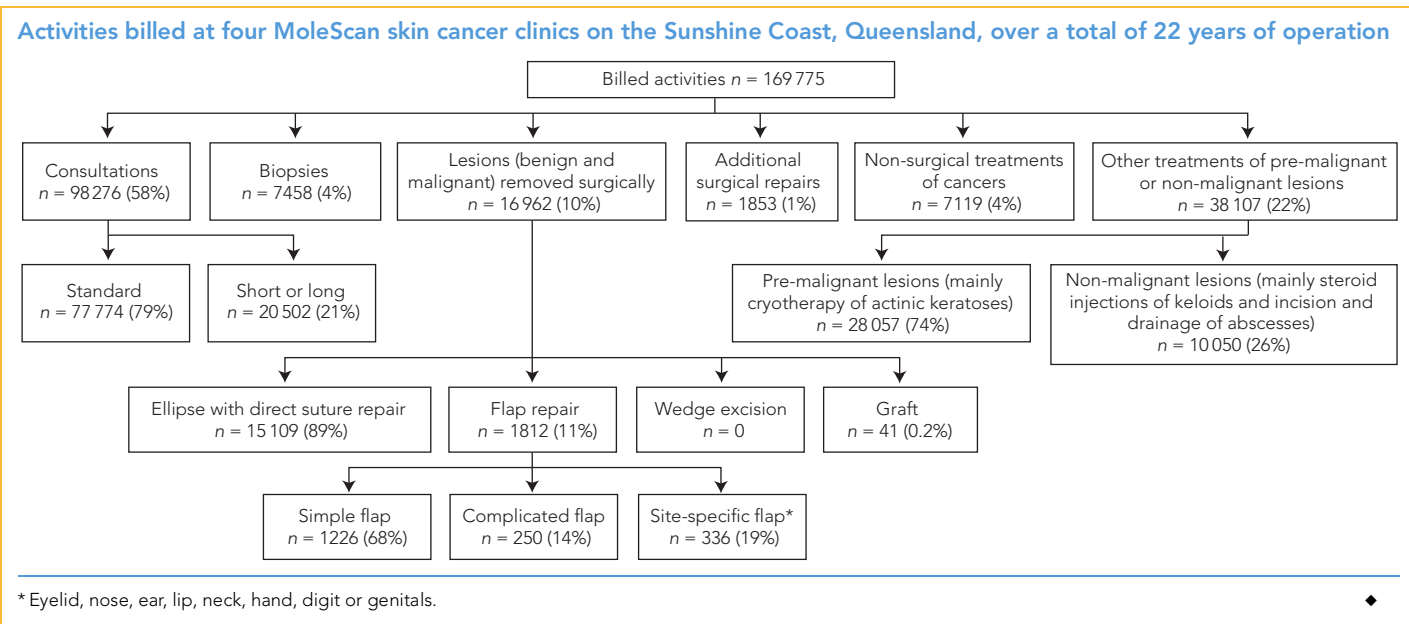 Activities billed at four MoleScan skin cancer clinics on the Sunshine Coast, Queensland, over a total of 22 years of operation
Billed activities n = 169 775
Consultations
n = 98 276 (58%)
Biopsies
n = 7458 (4%)
Lesions (benign and
malignant) removed surgically
n = 16 962 (10%)
Additional
surgical repairs
n = 1853 (1%)
Non-surgical treatments
of cancers
n = 7119 (4%)
Other treatments of pre-malignant
or non-malignant lesions
n = 38 107 (22%)
Standard
n = 77 774 (79%)
Short or long
n = 20 502 (21%)
Pre-malignant lesions (mainly
cryotherapy of actinic keratoses)
n = 28 057 (74%)
Non-malignant lesions (mainly steroid
injections of keloids and incision and
drainage of abscesses)
n = 10 050 (26%)
Ellipse with direct suture repair
n = 15 109 (89%)
Flap repair
n = 1812 (11%)
Wedge excision
n = 0
Graft
n = 41 (0.2%)
Simple flap
n = 1226 (68%)
Complicated flap
n = 250 (14%)
Site-specific flap*
n = 336 (19%)
* Eyelid, nose, ear, lip, neck, hand, digit or genitals.